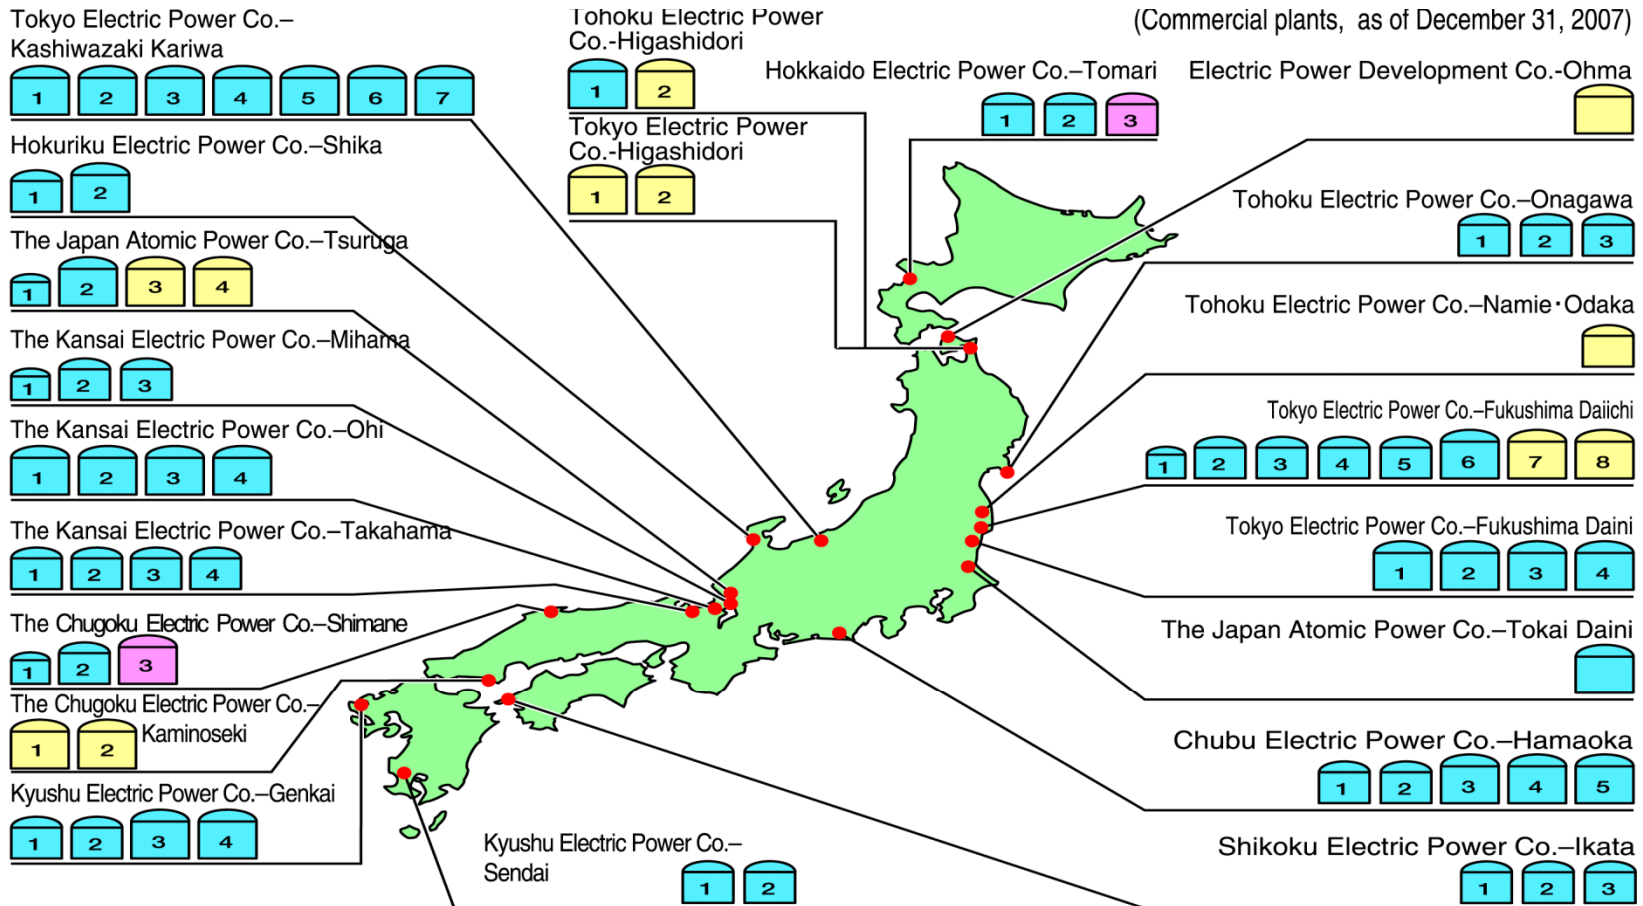 Tokyo Electric Power Co.–
Kashiwazaki Kariwa
1 2 3 4 5 6 7
Hokuriku Electric Power Co.–Shika
1 2
The Japan Atomic Power Co.–Tsuruga
1 2 3 4
The Kansai Electric Power Co.–Mihama
1 2 3
The Kansai Electric Power Co.–Ohi
1 2 3 4
The Kansai Electric Power Co.–Takahama
1 2 3 4
The Chugoku Electric Power Co.–Shimane
1 2 3
The Chugoku Electric Power Co.–
Kaminoseki
1 2
Kyushu Electric Power Co.–Genkai
1 2 3 4
Tohoku Electric Power
Co.-Higashidori
1 2
Tokyo Electric Power
Co.-Higashidori
1 2
Kyushu Electric Power Co.–
Sendai
1 2
(Commercial plants, as of December 31, 2007)
Hokkaido Electric Power Co.–Tomari
1 2 3
Electric Power Development Co.-Ohma
Tohoku Electric Power Co.–Onagawa
1 2 3
Tohoku Electric Power Co.–Namie・Odaka
Tokyo Electric Power Co.–Fukushima Daiichi
1 2 3 4 5 6 7 8
Tokyo Electric Power Co.–Fukushima Daini
1 2 3 4
The Japan Atomic Power Co.–Tokai Daini
Chubu Electric Power Co.–Hamaoka
1 2 3 4 5
Shikoku Electric Power Co.–Ikata
1 2 3